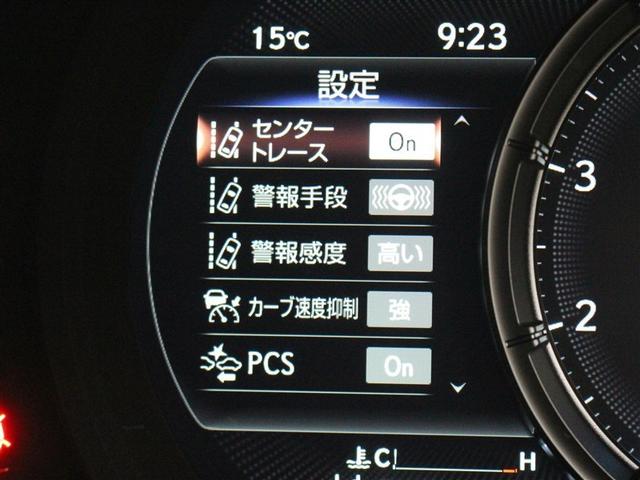 15℃ 9:23
設定
センター
トレース On
警報手段
警報感度 高い
カーブ速度抑制 強
PCS On
3
2
C H